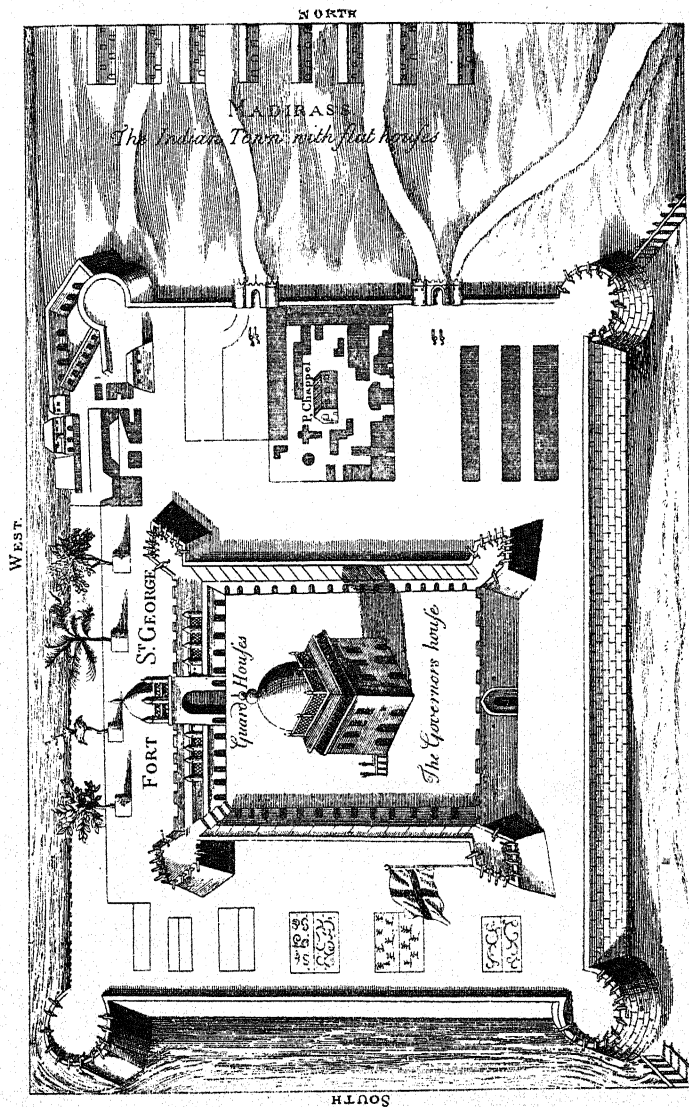 NORTH
MADIRASS
The Indian Town with flat houſes
P. Chappel
WEST.
FORT ST. GEORGE
Guard Houſes
The Governors houſe
SOUTH